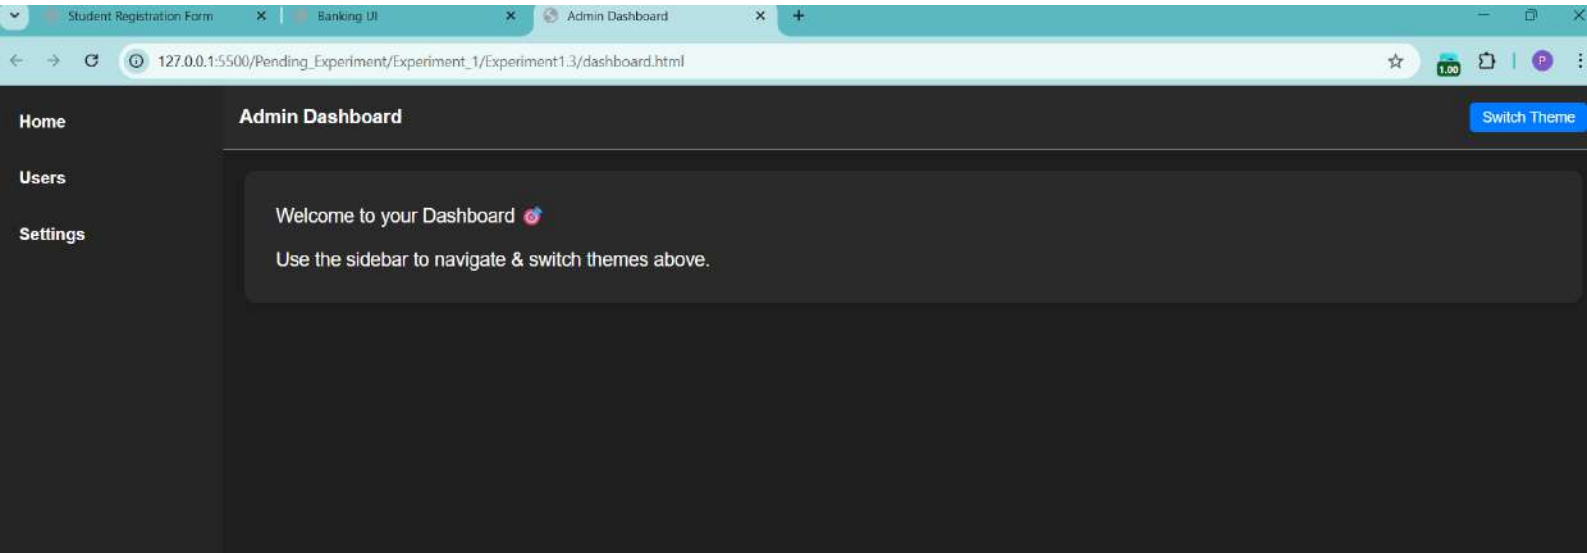 Student Registration Form
Banking UI
Admin Dashboard
127.0.0.1:5500/Pending_Experiment/Experiment_1/Experiment1.3/dashboard.html
1.00
P
Home
Users
Settings
Admin Dashboard
Switch Theme
Welcome to your Dashboard 🎯
Use the sidebar to navigate & switch themes above.